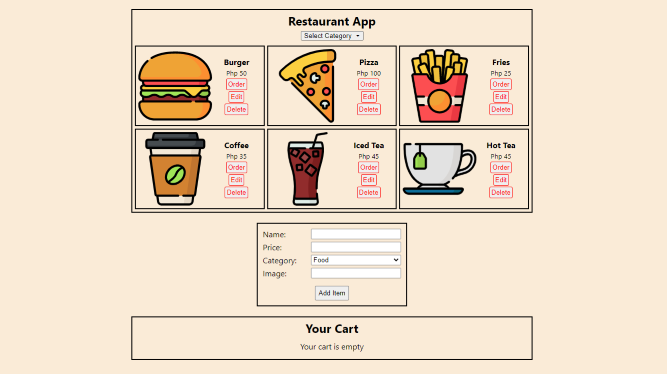 Restaurant App
Select Category
Burger
Php 50
Order
Edit
Delete
Pizza
Php 100
Order
Edit
Delete
Fries
Php 25
Order
Edit
Delete
Coffee
Php 35
Order
Edit
Delete
Iced Tea
Php 45
Order
Edit
Delete
Hot Tea
Php 45
Order
Edit
Delete
Name:
Price:
Category: Food
Image:
Add Item
Your Cart
Your cart is empty